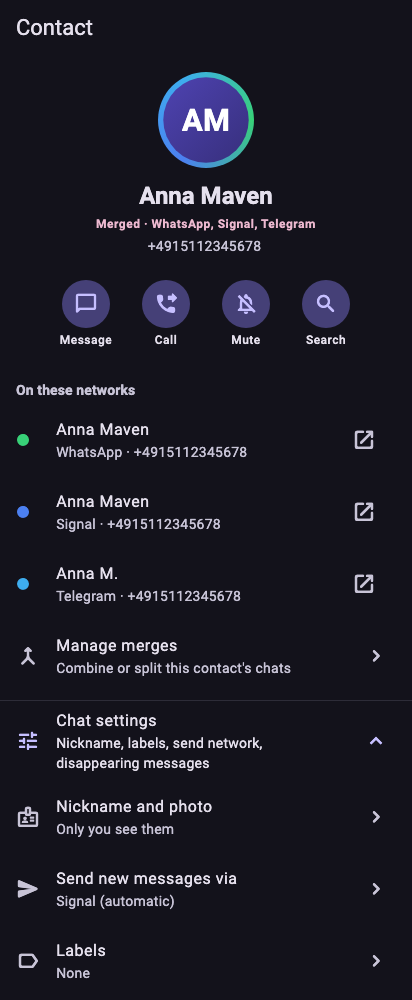 Contact
AM
Anna Maven
Merged · WhatsApp, Signal, Telegram
+4915112345678
Message
Call
Mute
Search
On these networks
Anna Maven
WhatsApp · +4915112345678
Anna Maven
Signal · +4915112345678
Anna M.
Telegram · +4915112345678
Manage merges
Combine or split this contact's chats
Chat settings
Nickname, labels, send network,
disappearing messages
Nickname and photo
Only you see them
Send new messages via
Signal (automatic)
Labels
None